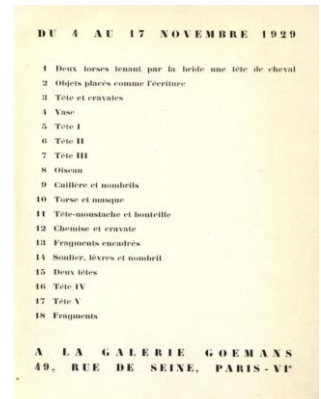 DU 4 AU 17 NOVEMBRE 1929
1 Deux torses tenant par la bride une tête de cheval
2 Objets placés comme l'écriture
3 Tête et cravates
4 Vase
5 Tête I
6 Tête II
7 Tête III
8 Oiseau
9 Cuillère et nombrils
10 Torse et masque
11 Tête-moustache et bouteille
12 Chemise et cravate
13 Fragments encadrés
14 Soulier, lèvres et nombril
15 Deux têtes
16 Tête IV
17 Tête V
18 Fragments
A LA GALERIE GOEMANS
49, RUE DE SEINE, PARIS - VIe